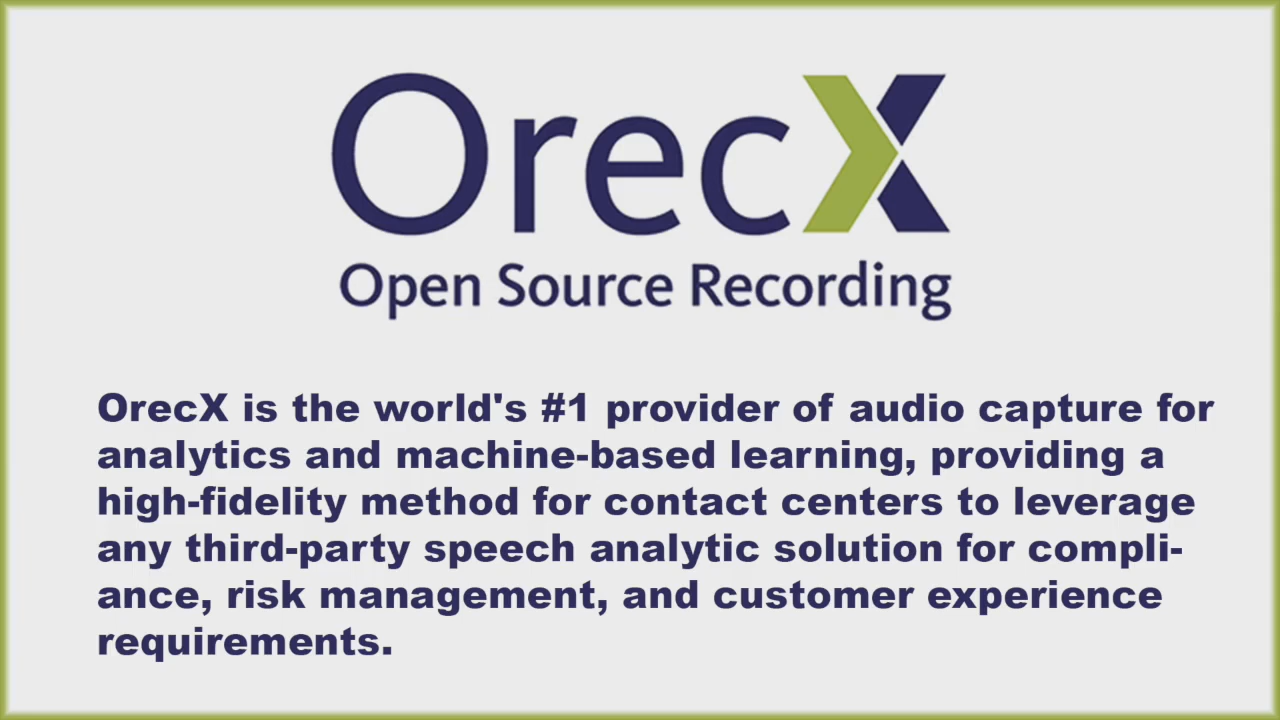 OrecX
Open Source Recording
OrecX is the world's #1 provider of audio capture for
analytics and machine-based learning, providing a
high-fidelity method for contact centers to leverage
any third-party speech analytic solution for compli-
ance, risk management, and customer experience
requirements.